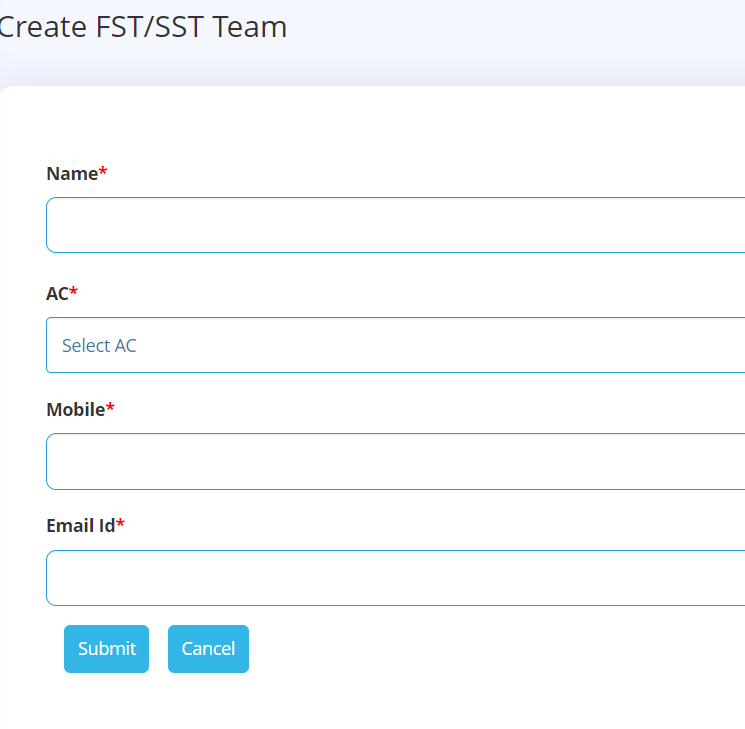 Create FST/SST Team
Name*
AC*
Select AC
Mobile*
Email Id*
Submit Cancel